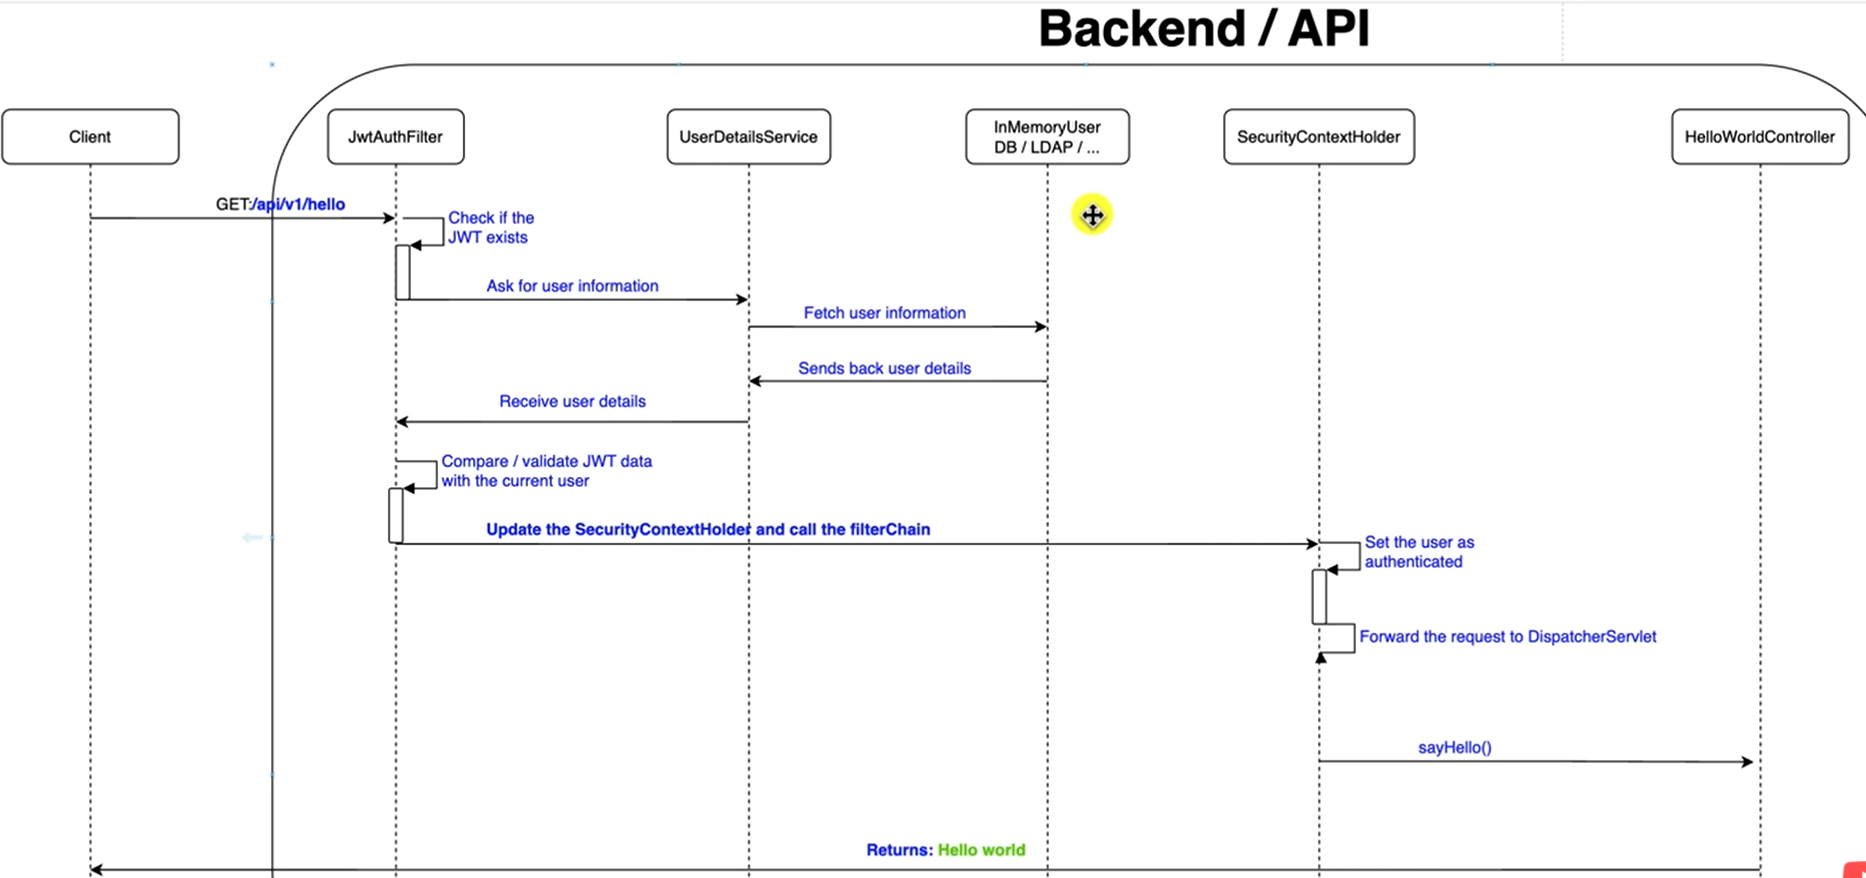 Backend / API
Client
JwtAuthFilter
UserDetailsService
InMemoryUser
DB / LDAP / ...
SecurityContextHolder
HelloWorldController
GET:/api/v1/hello
Check if the
JWT exists
Ask for user information
Fetch user information
Sends back user details
Receive user details
Compare / validate JWT data
with the current user
Update the SecurityContextHolder and call the filterChain
Set the user as
authenticated
Forward the request to DispatcherServlet
sayHello()
Returns: Hello world